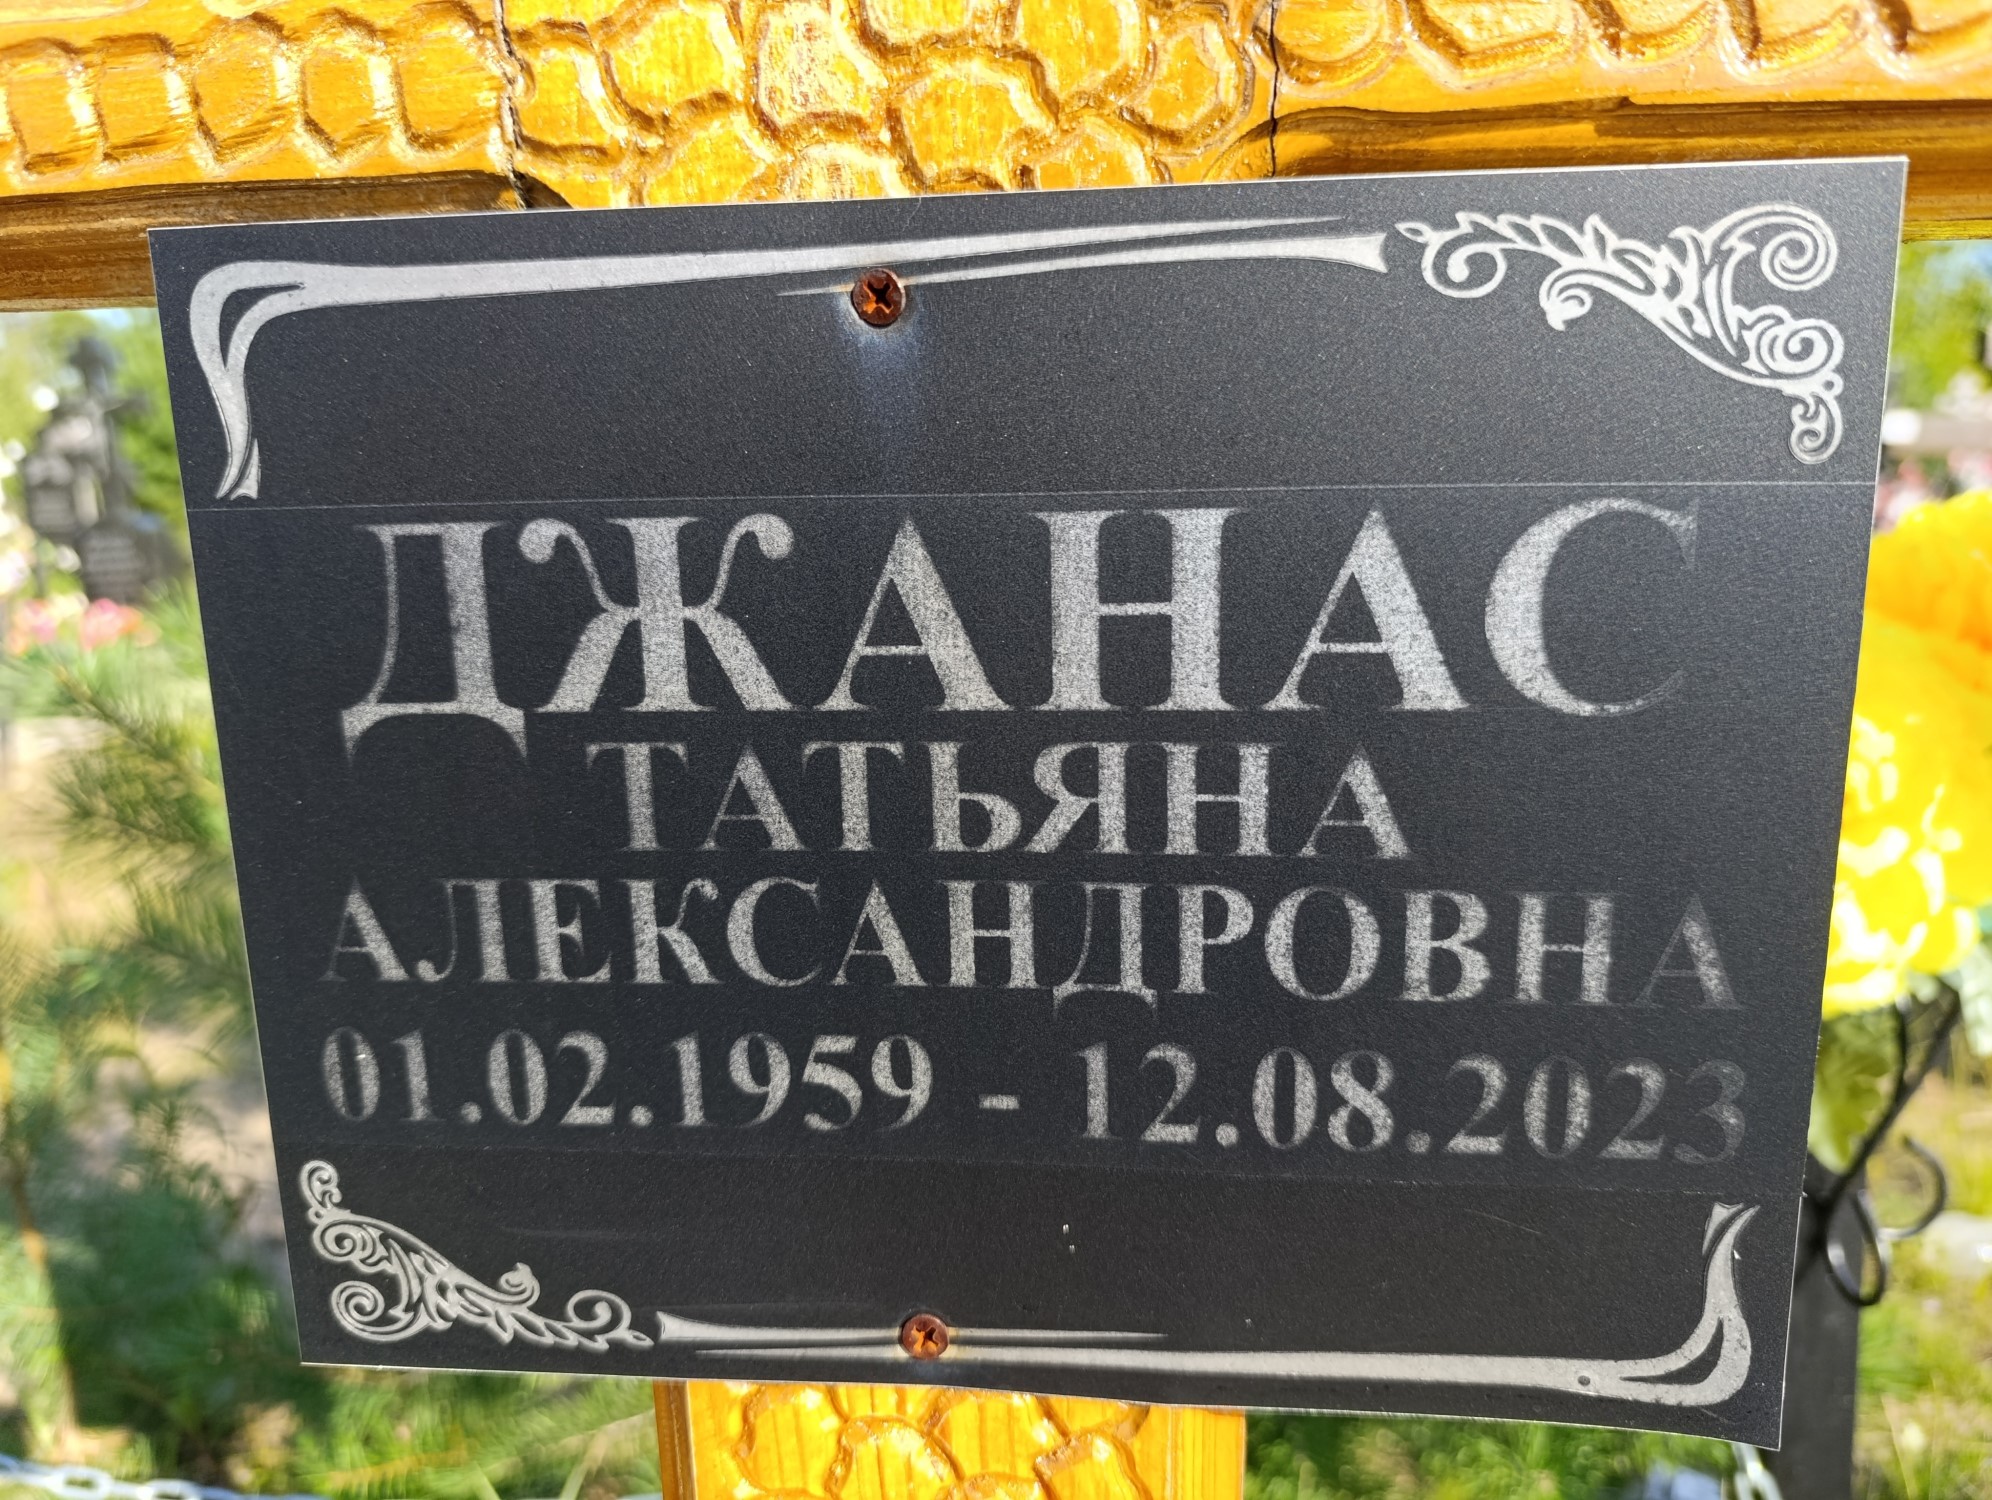 ДЖАНАС
ТАТЬЯНА
АЛЕКСАНДРОВНА
01.02.1959 - 12.08.2023